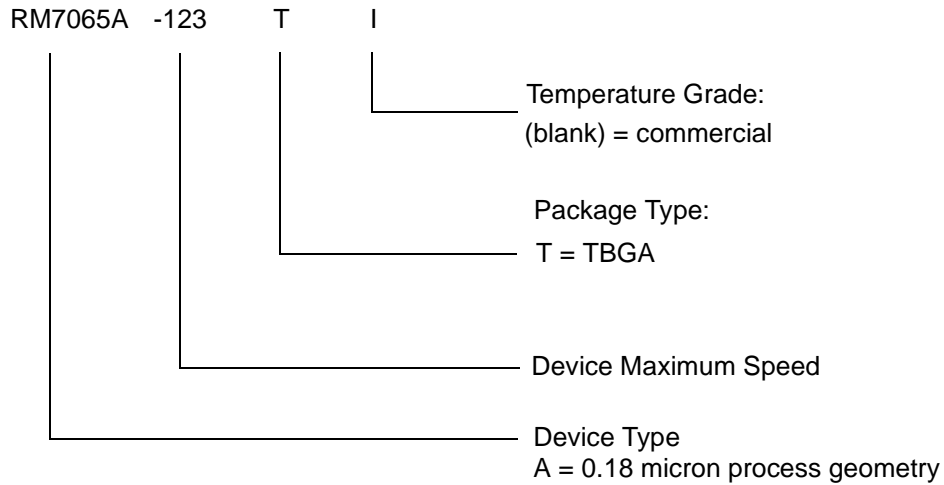 RM7065A -123 T I
Temperature Grade:
(blank) = commercial
Package Type:
T = TBGA
Device Maximum Speed
Device Type
A = 0.18 micron process geometry